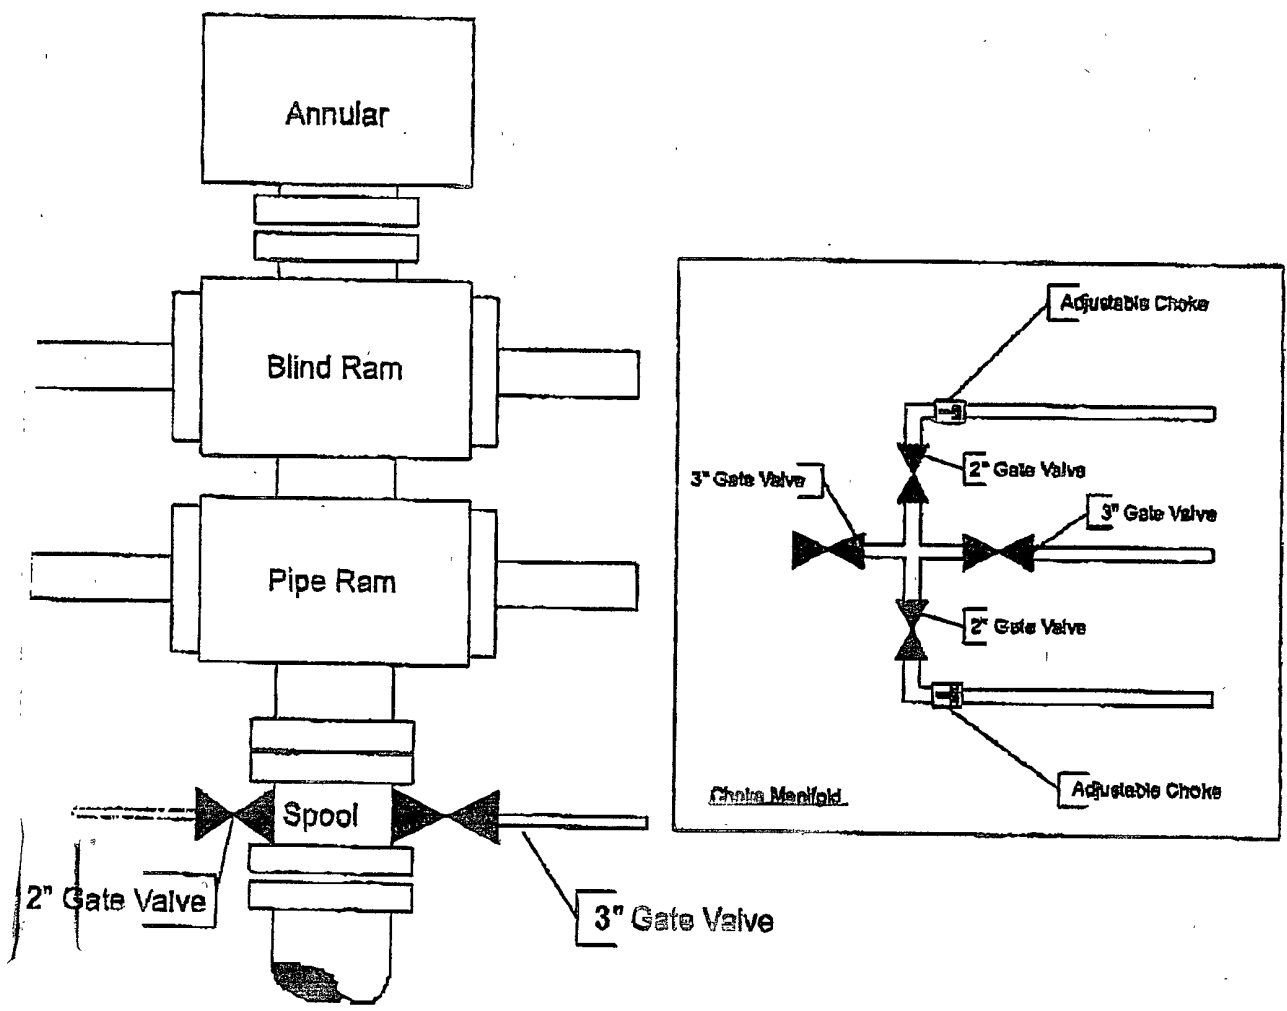 Annular
Blind Ram
Pipe Ram
Spool
2" Gate Valve
3" Gate Valve
Adjustable Choke
2" Gate Valve
3" Gate Valve
3" Gate Valve
2" Gate Valve
Adjustable Choke
Choke Manifold